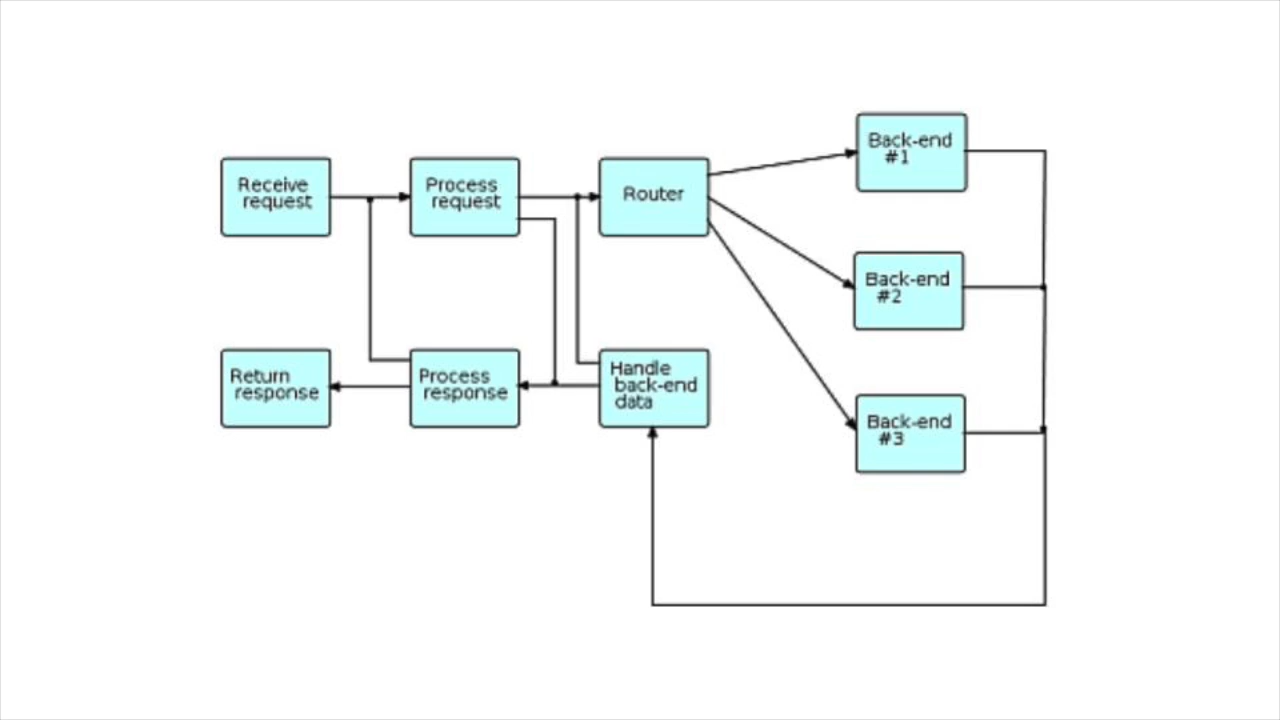 Receive
request
Process
request
Router
Back-end
#1
Back-end
#2
Back-end
#3
Return
response
Process
response
Handle
back-end
data